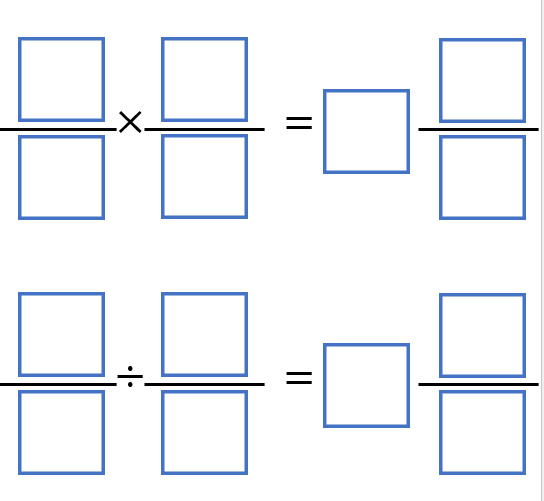 × =
÷ =